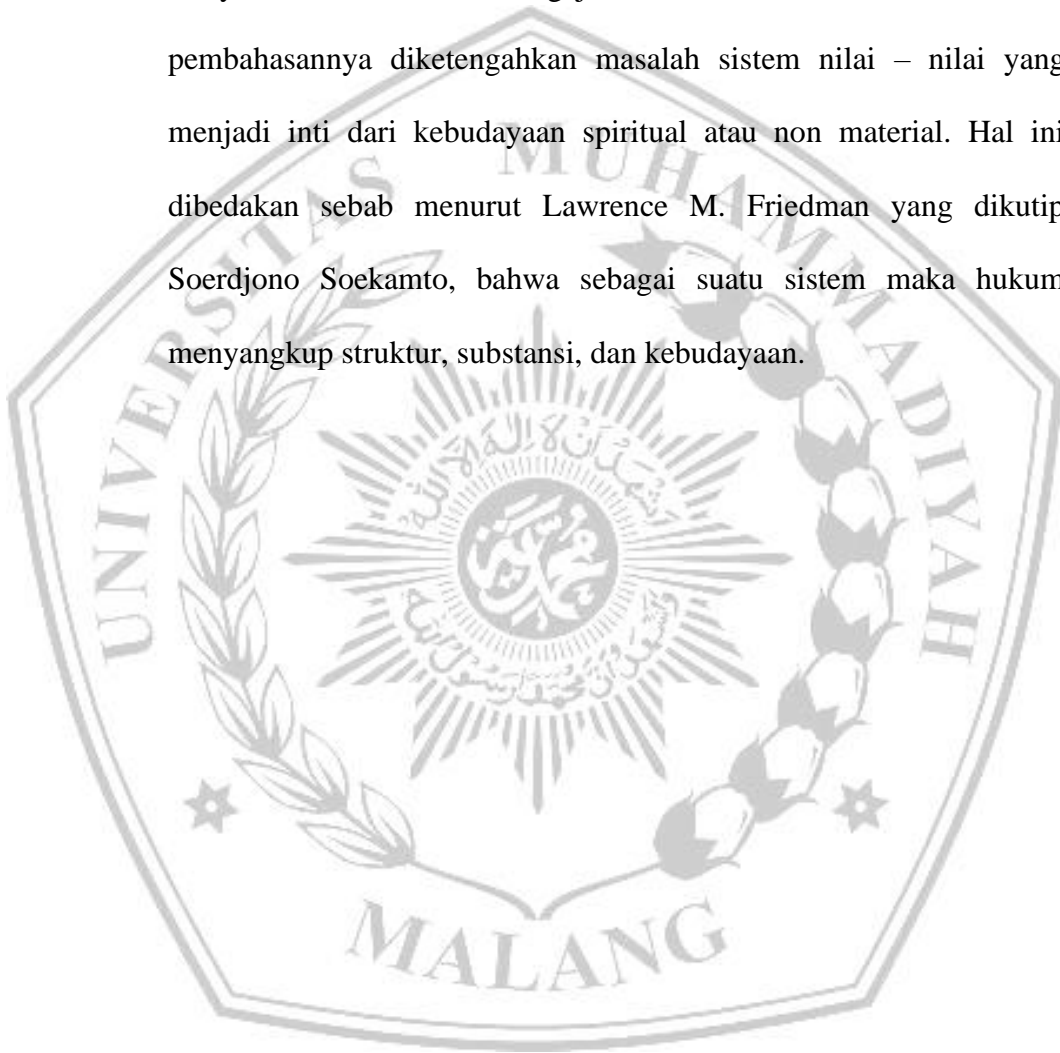 pembahasannya diketengahkan masalah sistem nilai – nilai yang
menjadi inti dari kebudayaan spiritual atau non material. Hal ini
dibedakan sebab menurut Lawrence M. Friedman yang dikutip
Soerdjono Soekamto, bahwa sebagai suatu sistem maka hukum
menyangkup struktur, substansi, dan kebudayaan.
UNIVERSITAS MUHAMMADIYAH
MALANG